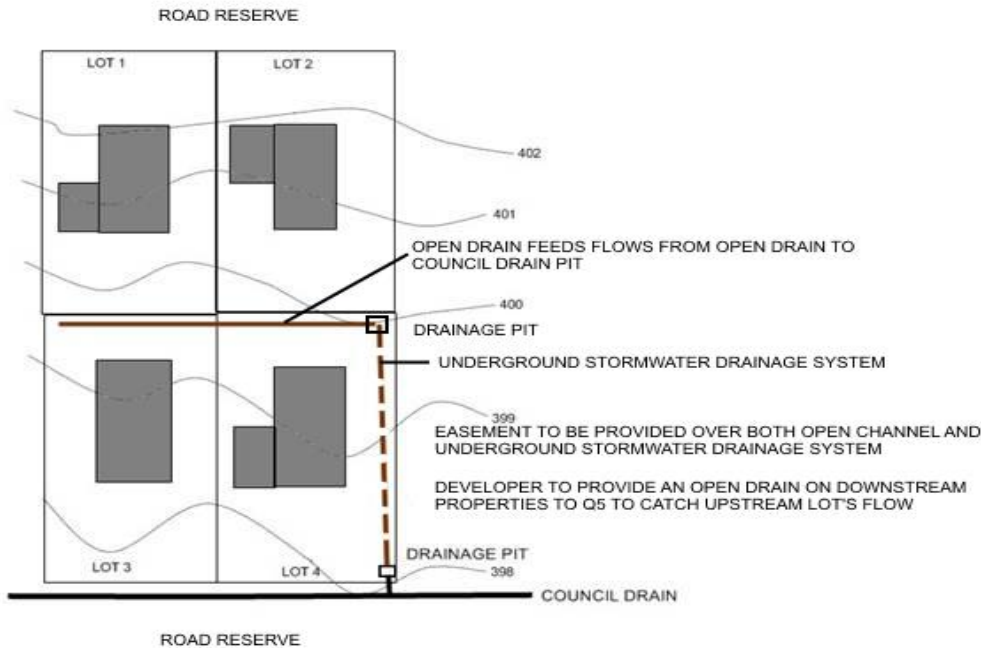 ROAD RESERVE
LOT 1
LOT 2
402
401
OPEN DRAIN FEEDS FLOWS FROM OPEN DRAIN TO
COUNCIL DRAIN PIT
400
DRAINAGE PIT
UNDERGROUND STORMWATER DRAINAGE SYSTEM
399
EASEMENT TO BE PROVIDED OVER BOTH OPEN CHANNEL AND
UNDERGROUND STORMWATER DRAINAGE SYSTEM
DEVELOPER TO PROVIDE AN OPEN DRAIN ON DOWNSTREAM
PROPERTIES TO Q5 TO CATCH UPSTREAM LOT'S FLOW
DRAINAGE PIT
LOT 3
LOT 4
398
COUNCIL DRAIN
ROAD RESERVE